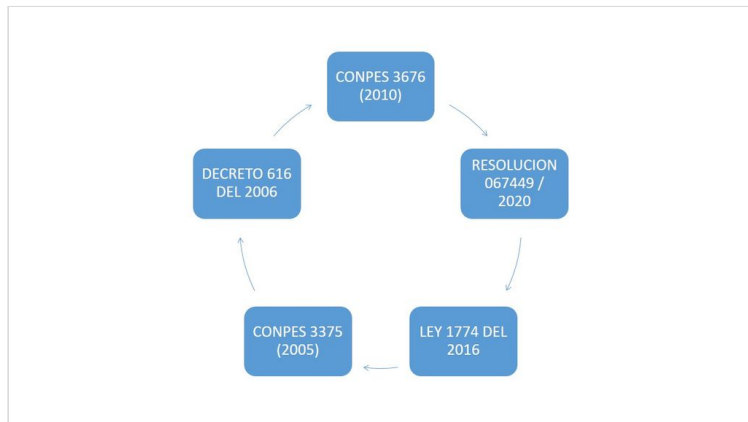 CONPES 3676
(2010)
RESOLUCION
067449 /
2020
LEY 1774 DEL
2016
CONPES 3375
(2005)
DECRETO 616
DEL 2006